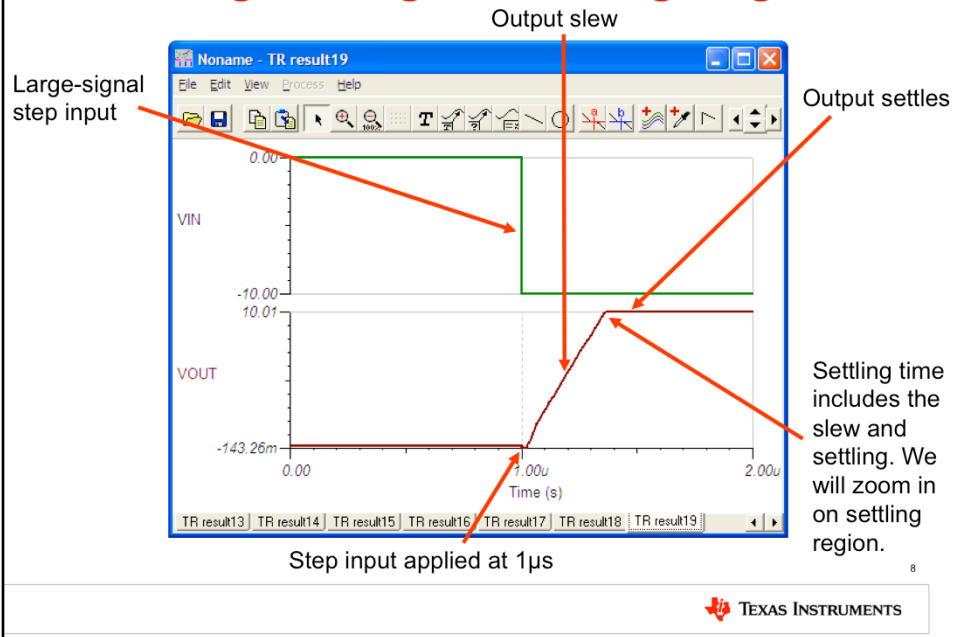 Output slew
Large-signal
step input
Output settles
Noname - TR result19
File Edit View Process Help
100%
T
a
b
0.00
VIN
-10.00
10.01
VOUT
-143.26m
0.00
1.00u
2.00u
Time (s)
TR result13 TR result14 TR result15 TR result16 TR result17 TR result18 TR result19
Settling time
includes the
slew and
settling. We
will zoom in
on settling
region.
Step input applied at 1µs
8
TEXAS INSTRUMENTS